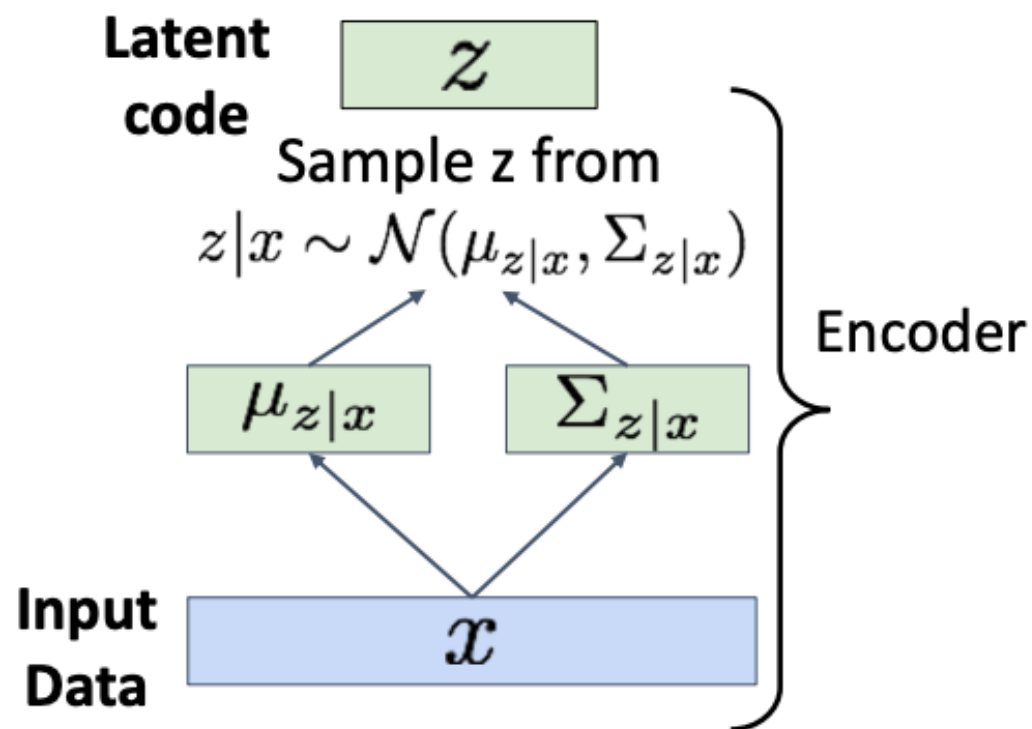 Latent
code
z
Sample z from
z|x ∼ 𝒩(μ_{z|x}, Σ_{z|x})
μ_{z|x}
Σ_{z|x}
Encoder
Input
Data
x